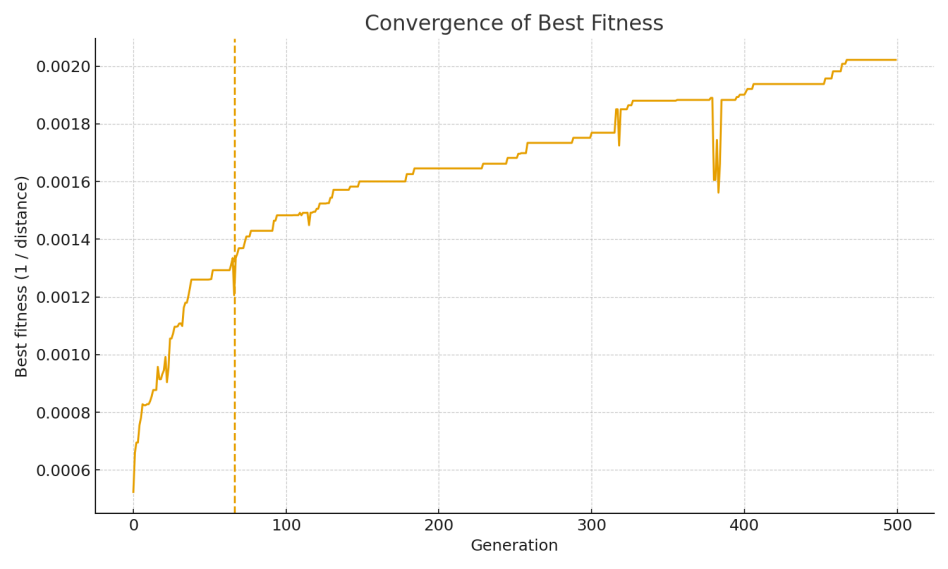 Convergence of Best Fitness
Best fitness (1 / distance)
0.0020
0.0018
0.0016
0.0014
0.0012
0.0010
0.0008
0.0006
0 100 200 300 400 500
Generation